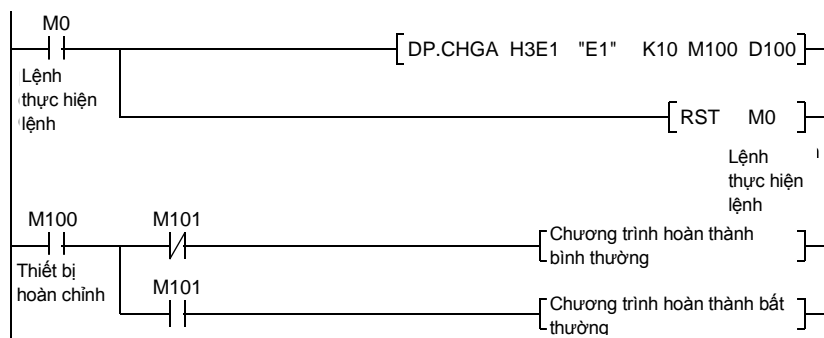 M0
DP.CHGA H3E1 "E1" K10 M100 D100
Lệnh
thực hiện
lệnh
RST M0
Lệnh
thực hiện
lệnh
M100 M101
Chương trình hoàn thành
bình thường
Thiết bị
hoàn chỉnh
M101
Chương trình hoàn thành bất
thường